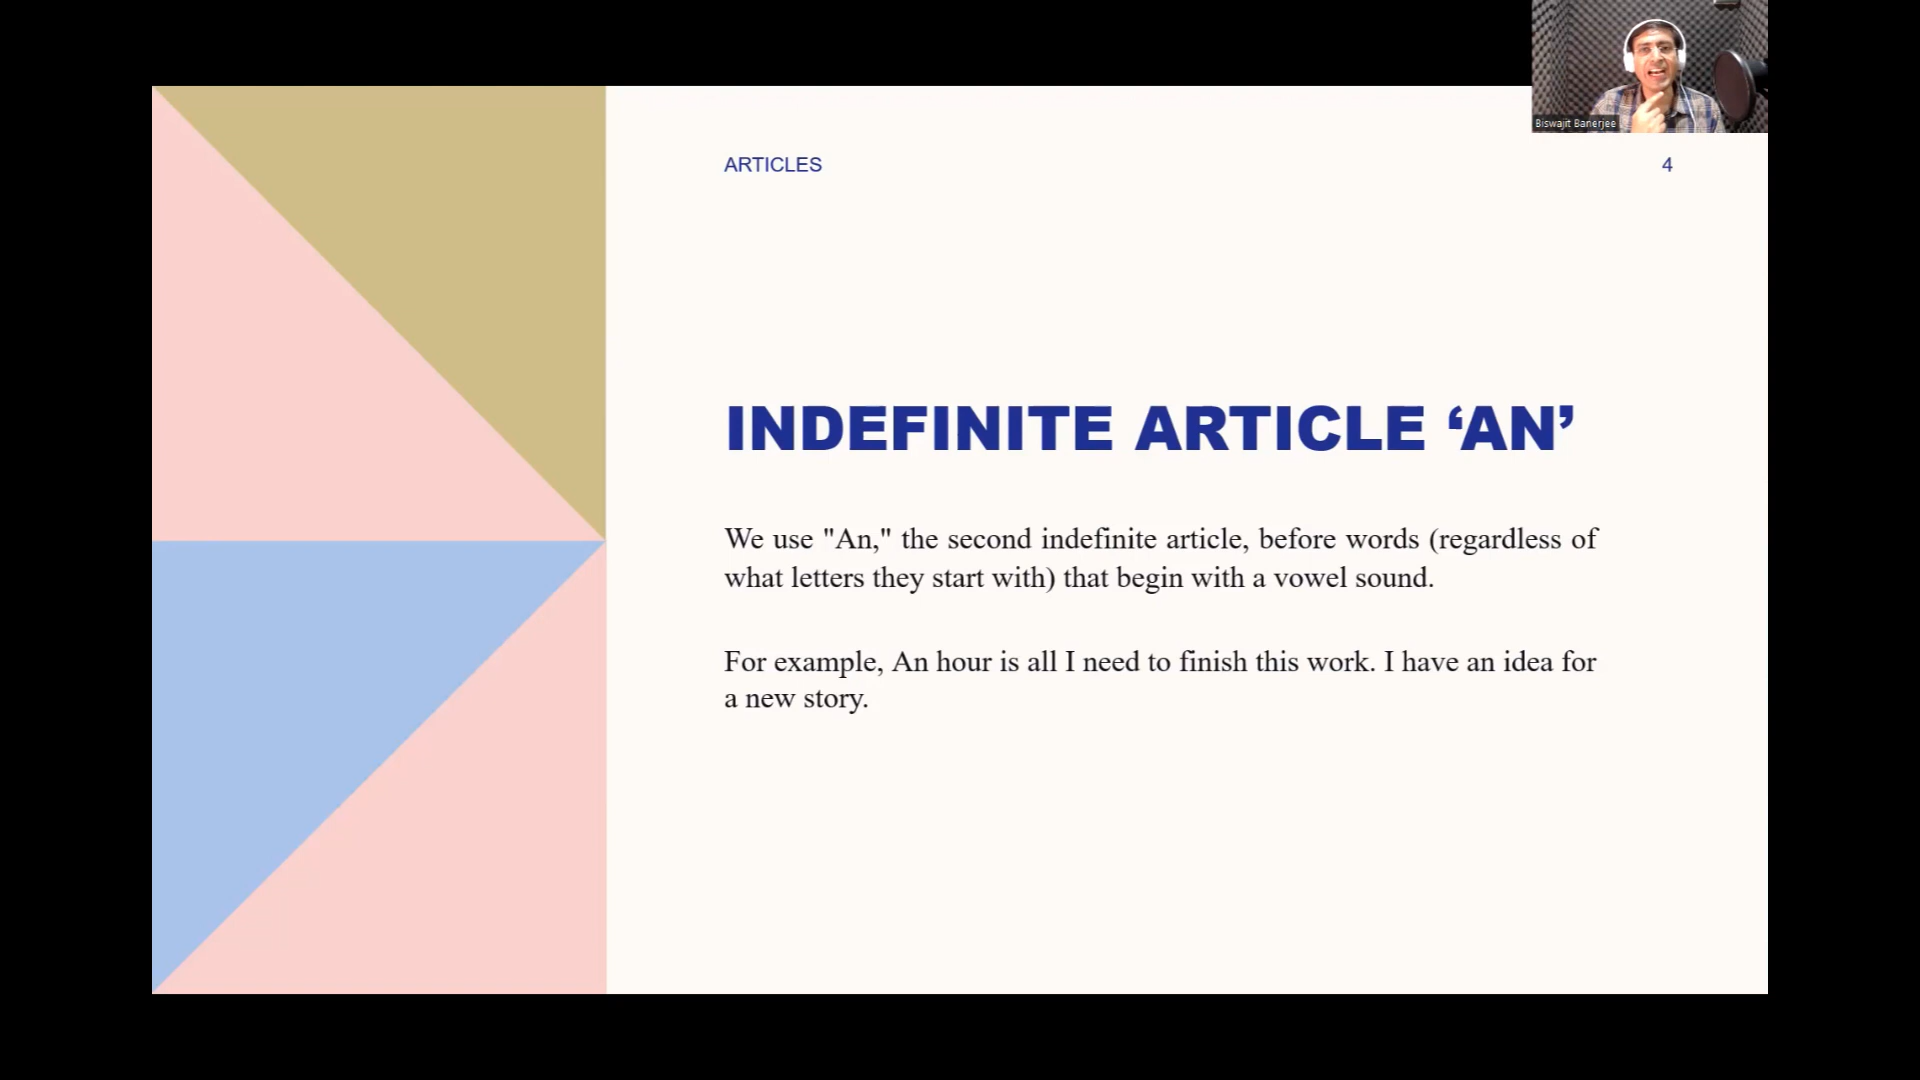 Biswajit Banerjee
ARTICLES
4
INDEFINITE ARTICLE ‘AN’
We use "An," the second indefinite article, before words (regardless of
what letters they start with) that begin with a vowel sound.
For example, An hour is all I need to finish this work. I have an idea for
a new story.